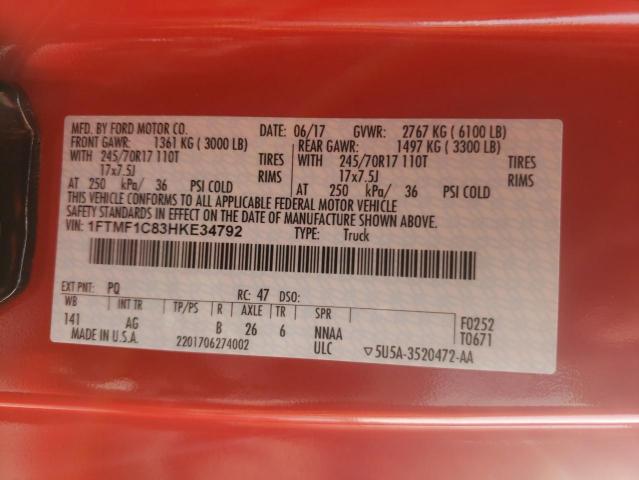 MFD. BY FORD MOTOR CO. DATE: 06/17 GVWR: 2767 KG ( 6100 LB)
FRONT GAWR: 1361 KG ( 3000 LB) REAR GAWR: 1497 KG ( 3300 LB)
WITH 245/70R17 110T TIRES WITH 245/70R17 110T TIRES
17x7.5J RIMS 17x7.5J RIMS
AT 250 kPa/ 36 PSI COLD AT 250 kPa/ 36 PSI COLD
THIS VEHICLE CONFORMS TO ALL APPLICABLE FEDERAL MOTOR VEHICLE
SAFETY STANDARDS IN EFFECT ON THE DATE OF MANUFACTURE SHOWN ABOVE.
VIN: 1FTMF1C83HKE34792 TYPE: Truck
EXT PNT: PQ RC: 47 DSO:
WB INT TR TP/PS R AXLE TR SPR
141 AG B 26 6 NNAA F0252
MADE IN U.S.A. 2201706274002 ULC ▽5U5A-3520472-AA T0671